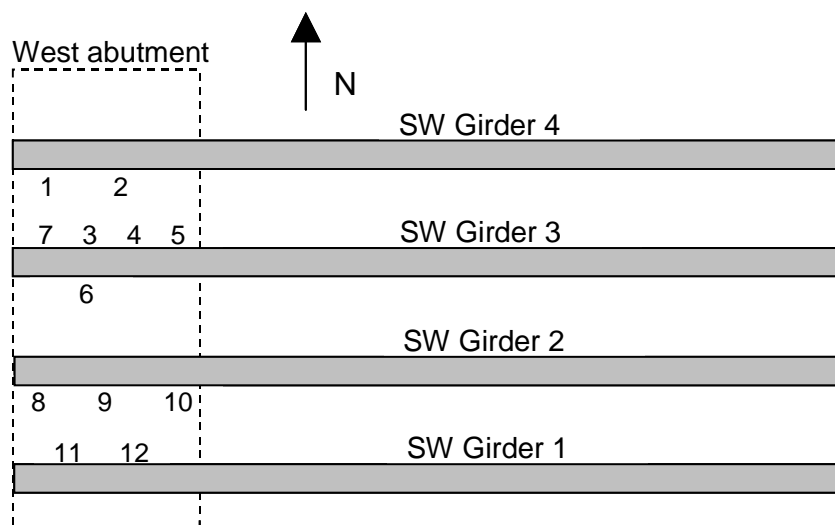 West abutment
N
SW Girder 4
1 2
7 3 4 5
SW Girder 3
6
SW Girder 2
8 9 10
11 12
SW Girder 1